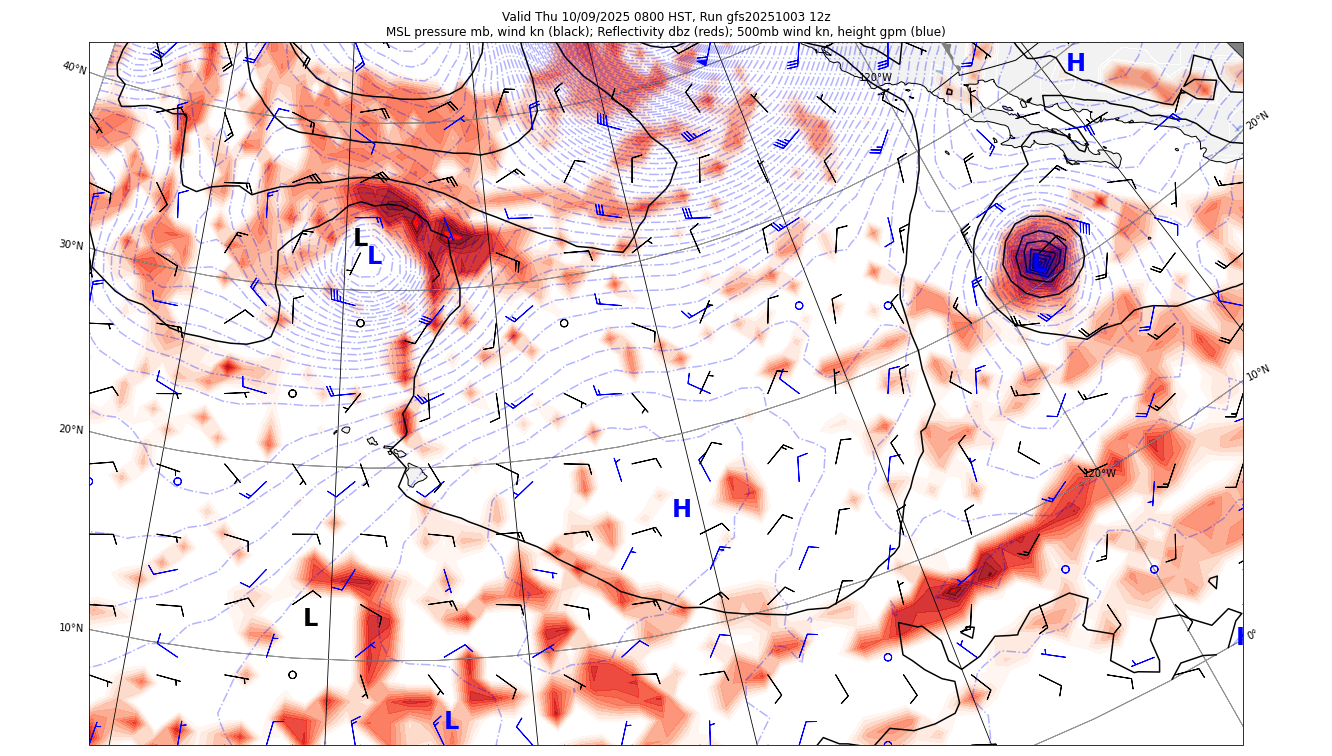 Valid Thu 10/09/2025 0800 HST, Run gfs20251003 12z
MSL pressure mb, wind kn (black); Reflectivity dbz (reds); 500mb wind kn, height gpm (blue)
40°N
H
120°W
20°N
L
30°N
L
10°N
20°N
120°W
H
L
10°N
0°
L